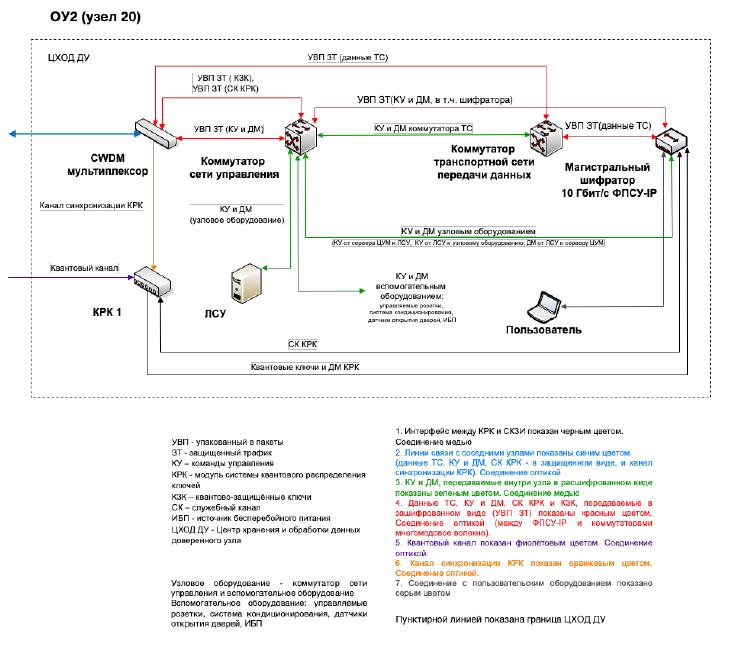 ОУ2 (узел 20)
ЦХОД ДУ
УВП ЗТ (данные ТС)
УВП ЗТ ( КЗК),
УВП ЗТ (СК КРК)
УВП ЗТ(КУ и ДМ, в т.ч. шифратора)
УВП ЗТ (КУ и ДМ)
КУ и ДМ коммутатора ТС
УВП ЗТ(данные ТС)
CWDM
мультиплексор
Коммутатор
сети управления
Коммутатор
транспортной сети
передачи данных
Магистральный
шифратор
10 Гбит/с ФПСУ-IP
Канал синхронизации КРК
КУ и ДМ
(узловое оборудование)
КУ и ДМ узловым оборудованием
(КУ от сервера ЦУМ к ЛСУ, КУ от ЛСУ к узловому оборудованию, ДМ от ЛСУ к серверу ЦУМ)
Квантовый канал
КРК 1
ЛСУ
КУ и ДМ
вспомогательным
оборудованием:
управляемые розетки,
система кондиционирования,
датчики открытия дверей, ИБП
Пользователь
СК КРК
Квантовые ключи и ДМ КРК
УВП - упакованный в пакеты
ЗТ - защищенный трафик
КУ – команды управления
КРК - модуль системы квантового распределения
ключей
КЗК – квантово-защищённые ключи
СК – служебный канал
ИБП - источник бесперебойного питания
ЦХОД ДУ - Центр хранения и обработки данных
доверенного узла
Узловое оборудование - коммутатор сети
управления и вспомогательное оборудование
Вспомогательное оборудование: управляемые
розетки, система кондиционирования, датчики
открытия дверей, ИБП
1. Интерфейс между КРК и СКЗИ показан черным цветом.
Соединение медью
2. Линии связи с соседними узлами показаны синим цветом
(данные ТС, КУ и ДМ, СК КРК - в защищенном виде, и канал
синхронизации КРК). Соединение оптикой
3. КУ и ДМ, передаваемые внутри узла в расшифрованном виде
показаны зеленым цветом. Соединение медью
4. Данные ТС, КУ и ДМ, СК КРК и КЗК, передаваемые в
зашифрованном виде (УВП ЗТ) показаны красным цветом.
Соединение оптикой (между ФПСУ-IP и коммутаторами
многомодовое волокно).
5. Квантовый канал показан фиолетовым цветом. Соединение
оптикой.
6. Канал синхронизации КРК показан оранжевым цветом.
Соединение оптикой.
7. Соединение с пользовательским оборудованием показано
серым цветом
Пунктирной линией показана граница ЦХОД ДУ